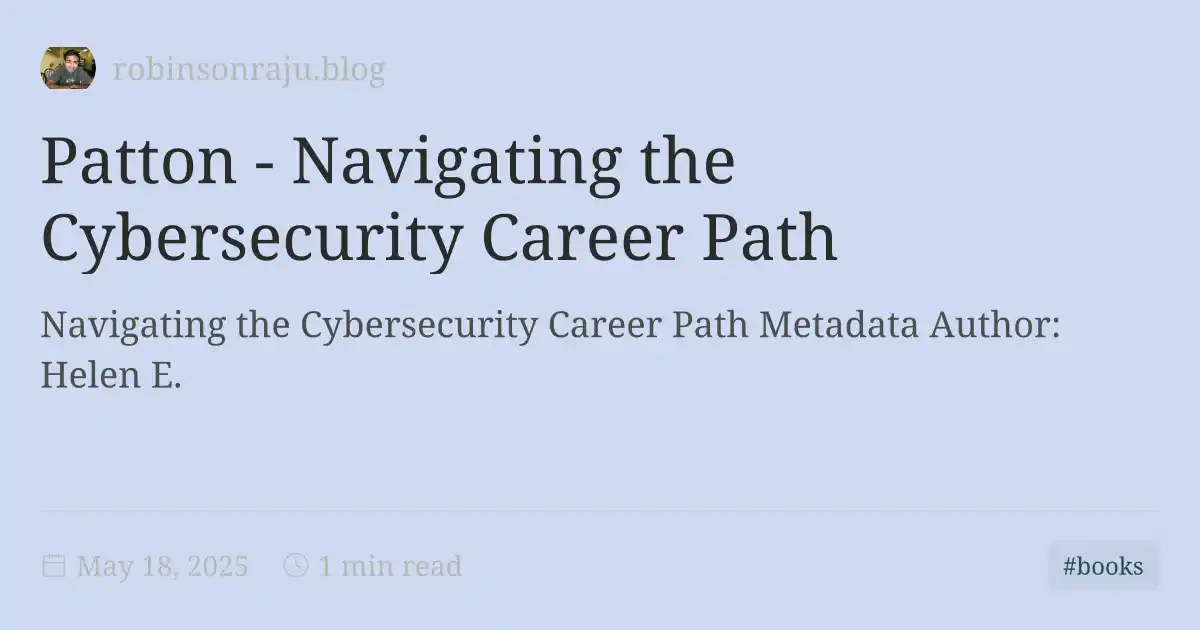 robinsonraju.blog
Patton - Navigating the
Cybersecurity Career Path
Navigating the Cybersecurity Career Path Metadata Author:
Helen E.
May 18, 2025
1 min read
#books